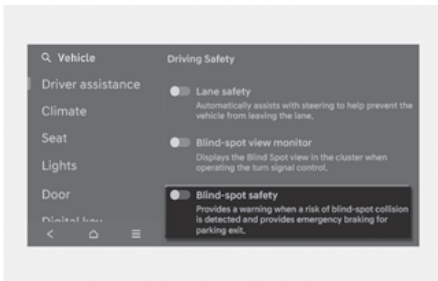 Vehicle
Driver assistance
Climate
Seat
Lights
Door
Digital key
Driving Safety
Lane safety
Automatically assists with steering to help prevent the
vehicle from leaving the lane.
Blind-spot view monitor
Displays the Blind Spot view in the cluster when
operating the turn signal control.
Blind-spot safety
Provides a warning when a risk of blind-spot collision
is detected and provides emergency braking for
parking exit.